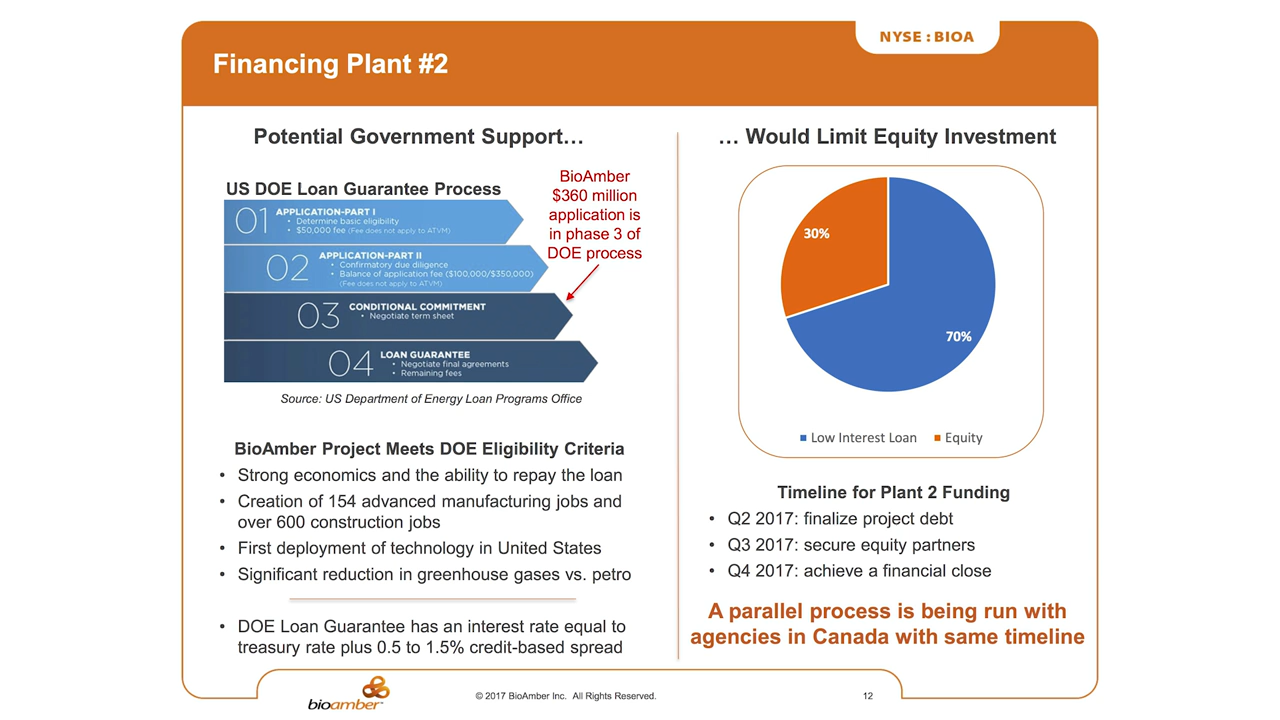 NYSE : BIOA
Financing Plant #2
Potential Government Support…
US DOE Loan Guarantee Process
01 APPLICATION-PART I
• Determine basic eligibility
• $50,000 fee (Fee does not apply to ATVM)
02 APPLICATION-PART II
• Confirmatory due diligence
• Balance of application fee ($100,000/$350,000)
(Fee does not apply to ATVM)
03 CONDITIONAL COMMITMENT
• Negotiate term sheet
04 LOAN GUARANTEE
• Negotiate final agreements
• Remaining fees
BioAmber
$360 million
application is
in phase 3 of
DOE process
Source: US Department of Energy Loan Programs Office
BioAmber Project Meets DOE Eligibility Criteria
• Strong economics and the ability to repay the loan
• Creation of 154 advanced manufacturing jobs and
over 600 construction jobs
• First deployment of technology in United States
• Significant reduction in greenhouse gases vs. petro
• DOE Loan Guarantee has an interest rate equal to
treasury rate plus 0.5 to 1.5% credit-based spread
… Would Limit Equity Investment
30%
70%
Low Interest Loan Equity
Timeline for Plant 2 Funding
• Q2 2017: finalize project debt
• Q3 2017: secure equity partners
• Q4 2017: achieve a financial close
A parallel process is being run with
agencies in Canada with same timeline
bioamber™
© 2017 BioAmber Inc. All Rights Reserved.
12